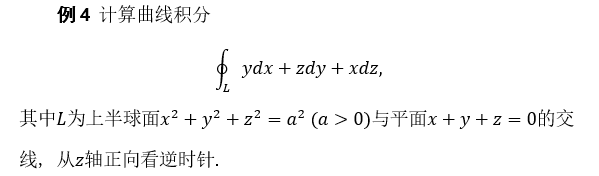 例 4 计算曲线积分
∮_L ydx + zdy + xdz,
其中L为上半球面x² + y² + z² = a² (a > 0)与平面x + y + z = 0的交
线，从z轴正向看逆时针.